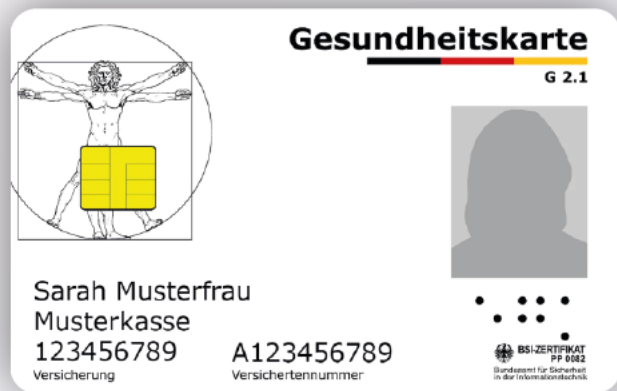 Gesundheitskarte
G 2.1
Sarah Musterfrau
Musterkasse
123456789 A123456789
Versicherung Versichertennummer
BSI-ZERTIFIKAT
PP 0082
Bundesamt für Sicherheit
in der Informationstechnik